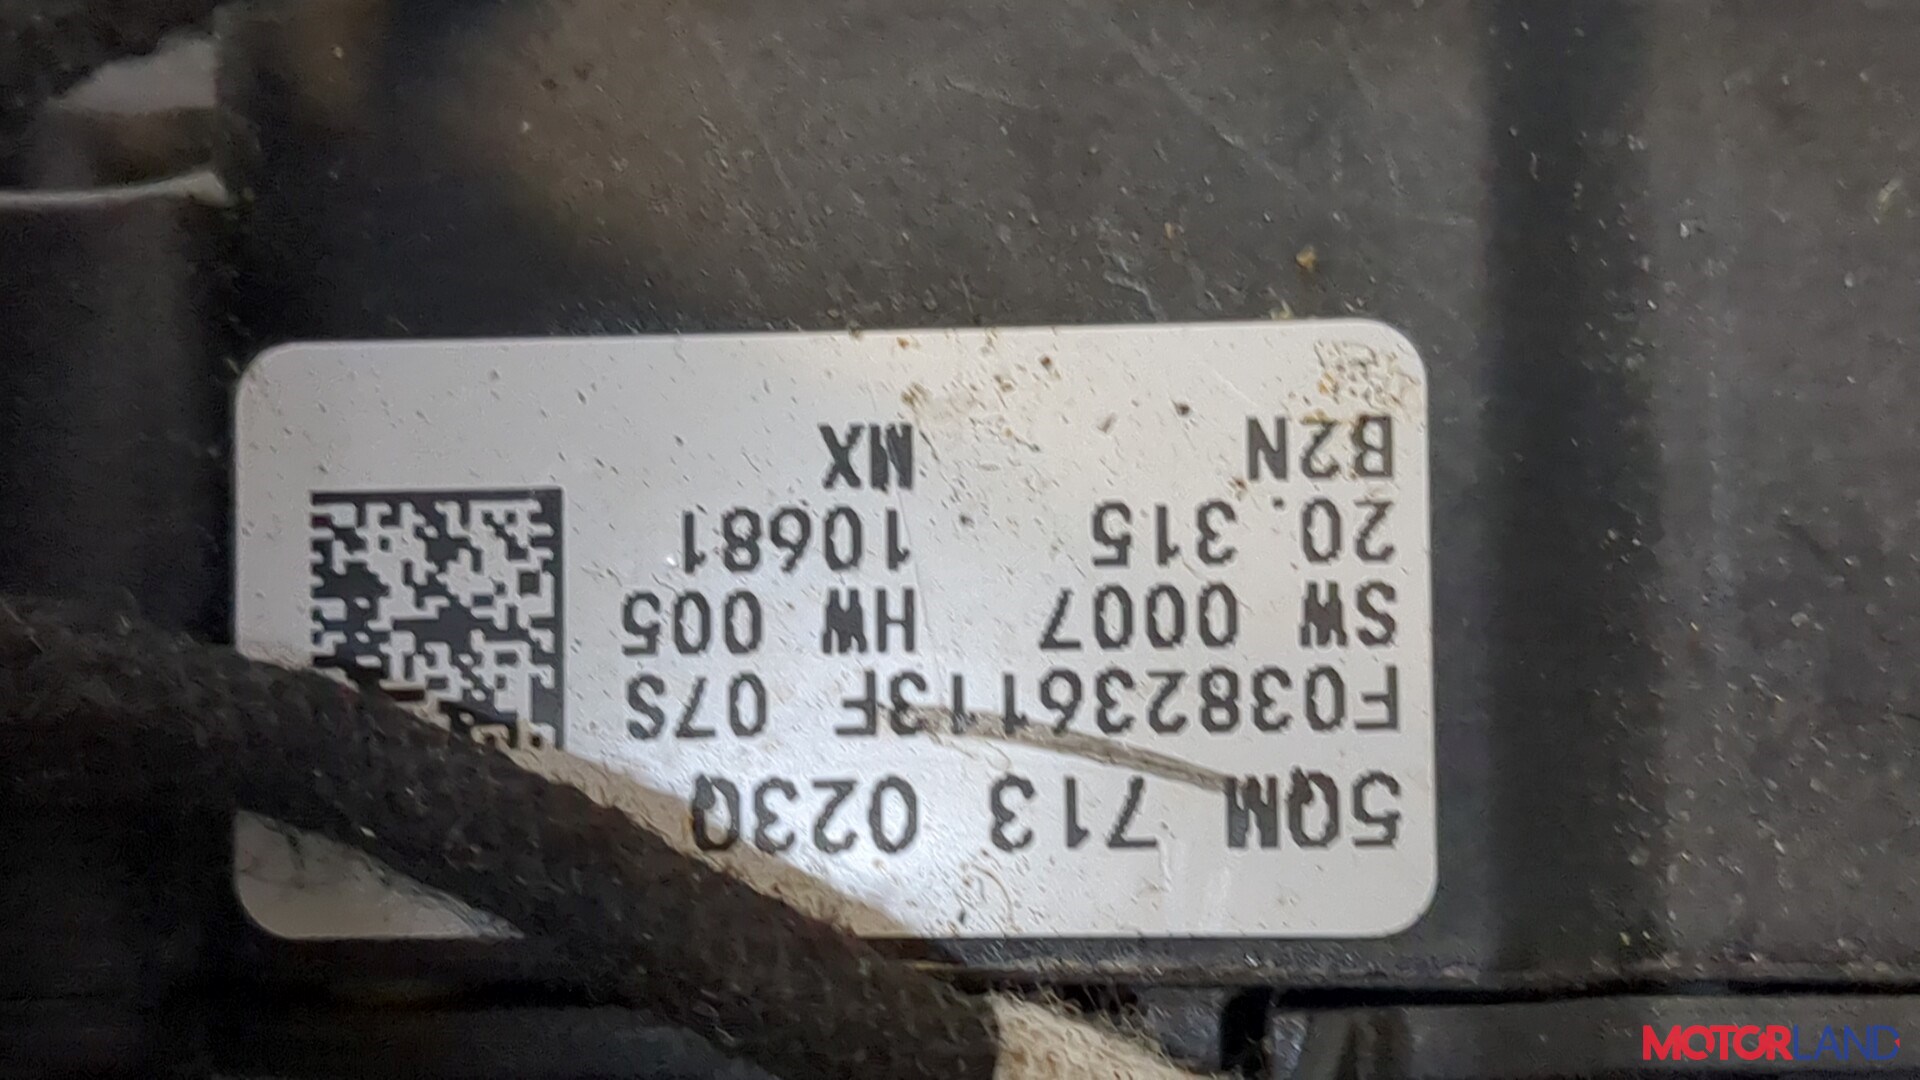 5QM 713 023Q
F038236113F 07S
SW 0007 HW 005
20.315 10681
B2N MX
MOTORLAND